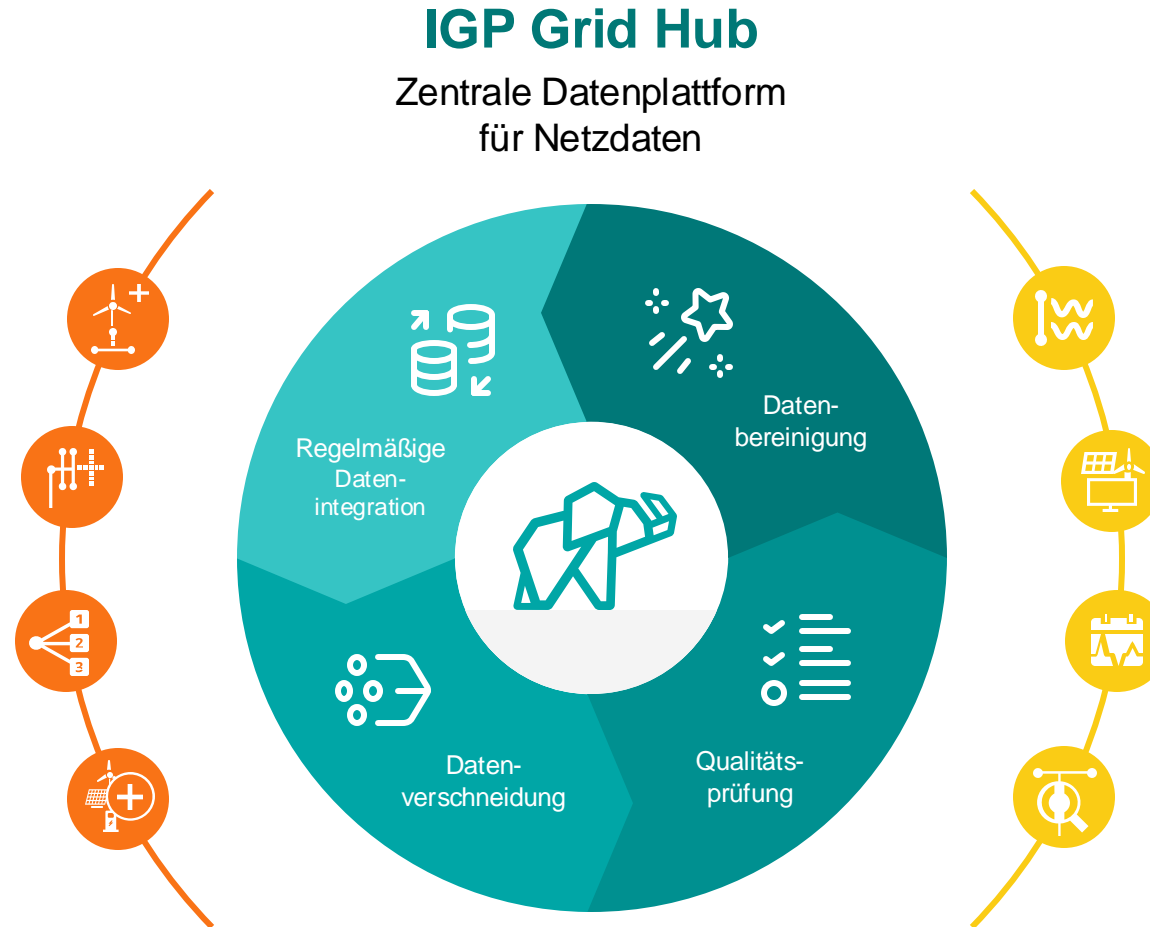 IGP Grid Hub
Zentrale Datenplattform
für Netzdaten
Regelmäßige
Daten-
integration
Daten-
bereinigung
Daten-
verschneidung
Qualitäts-
prüfung
1
2
3